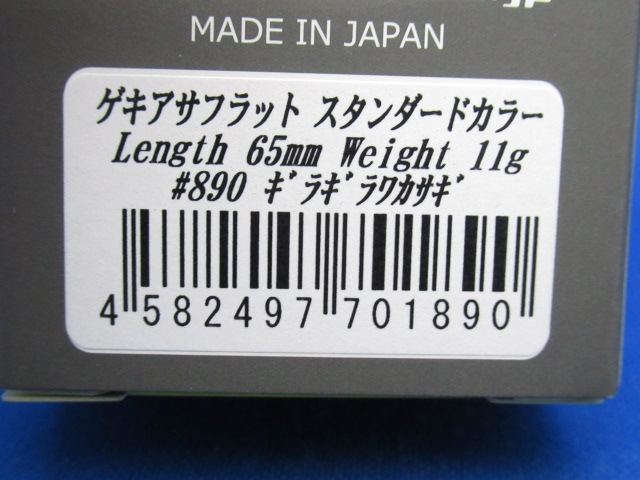 MADE IN JAPAN
ゲキアサフラット スタンダードカラー
Length 65mm Weight 11g
#890 ギラギラワカサギ
4 582497 701890